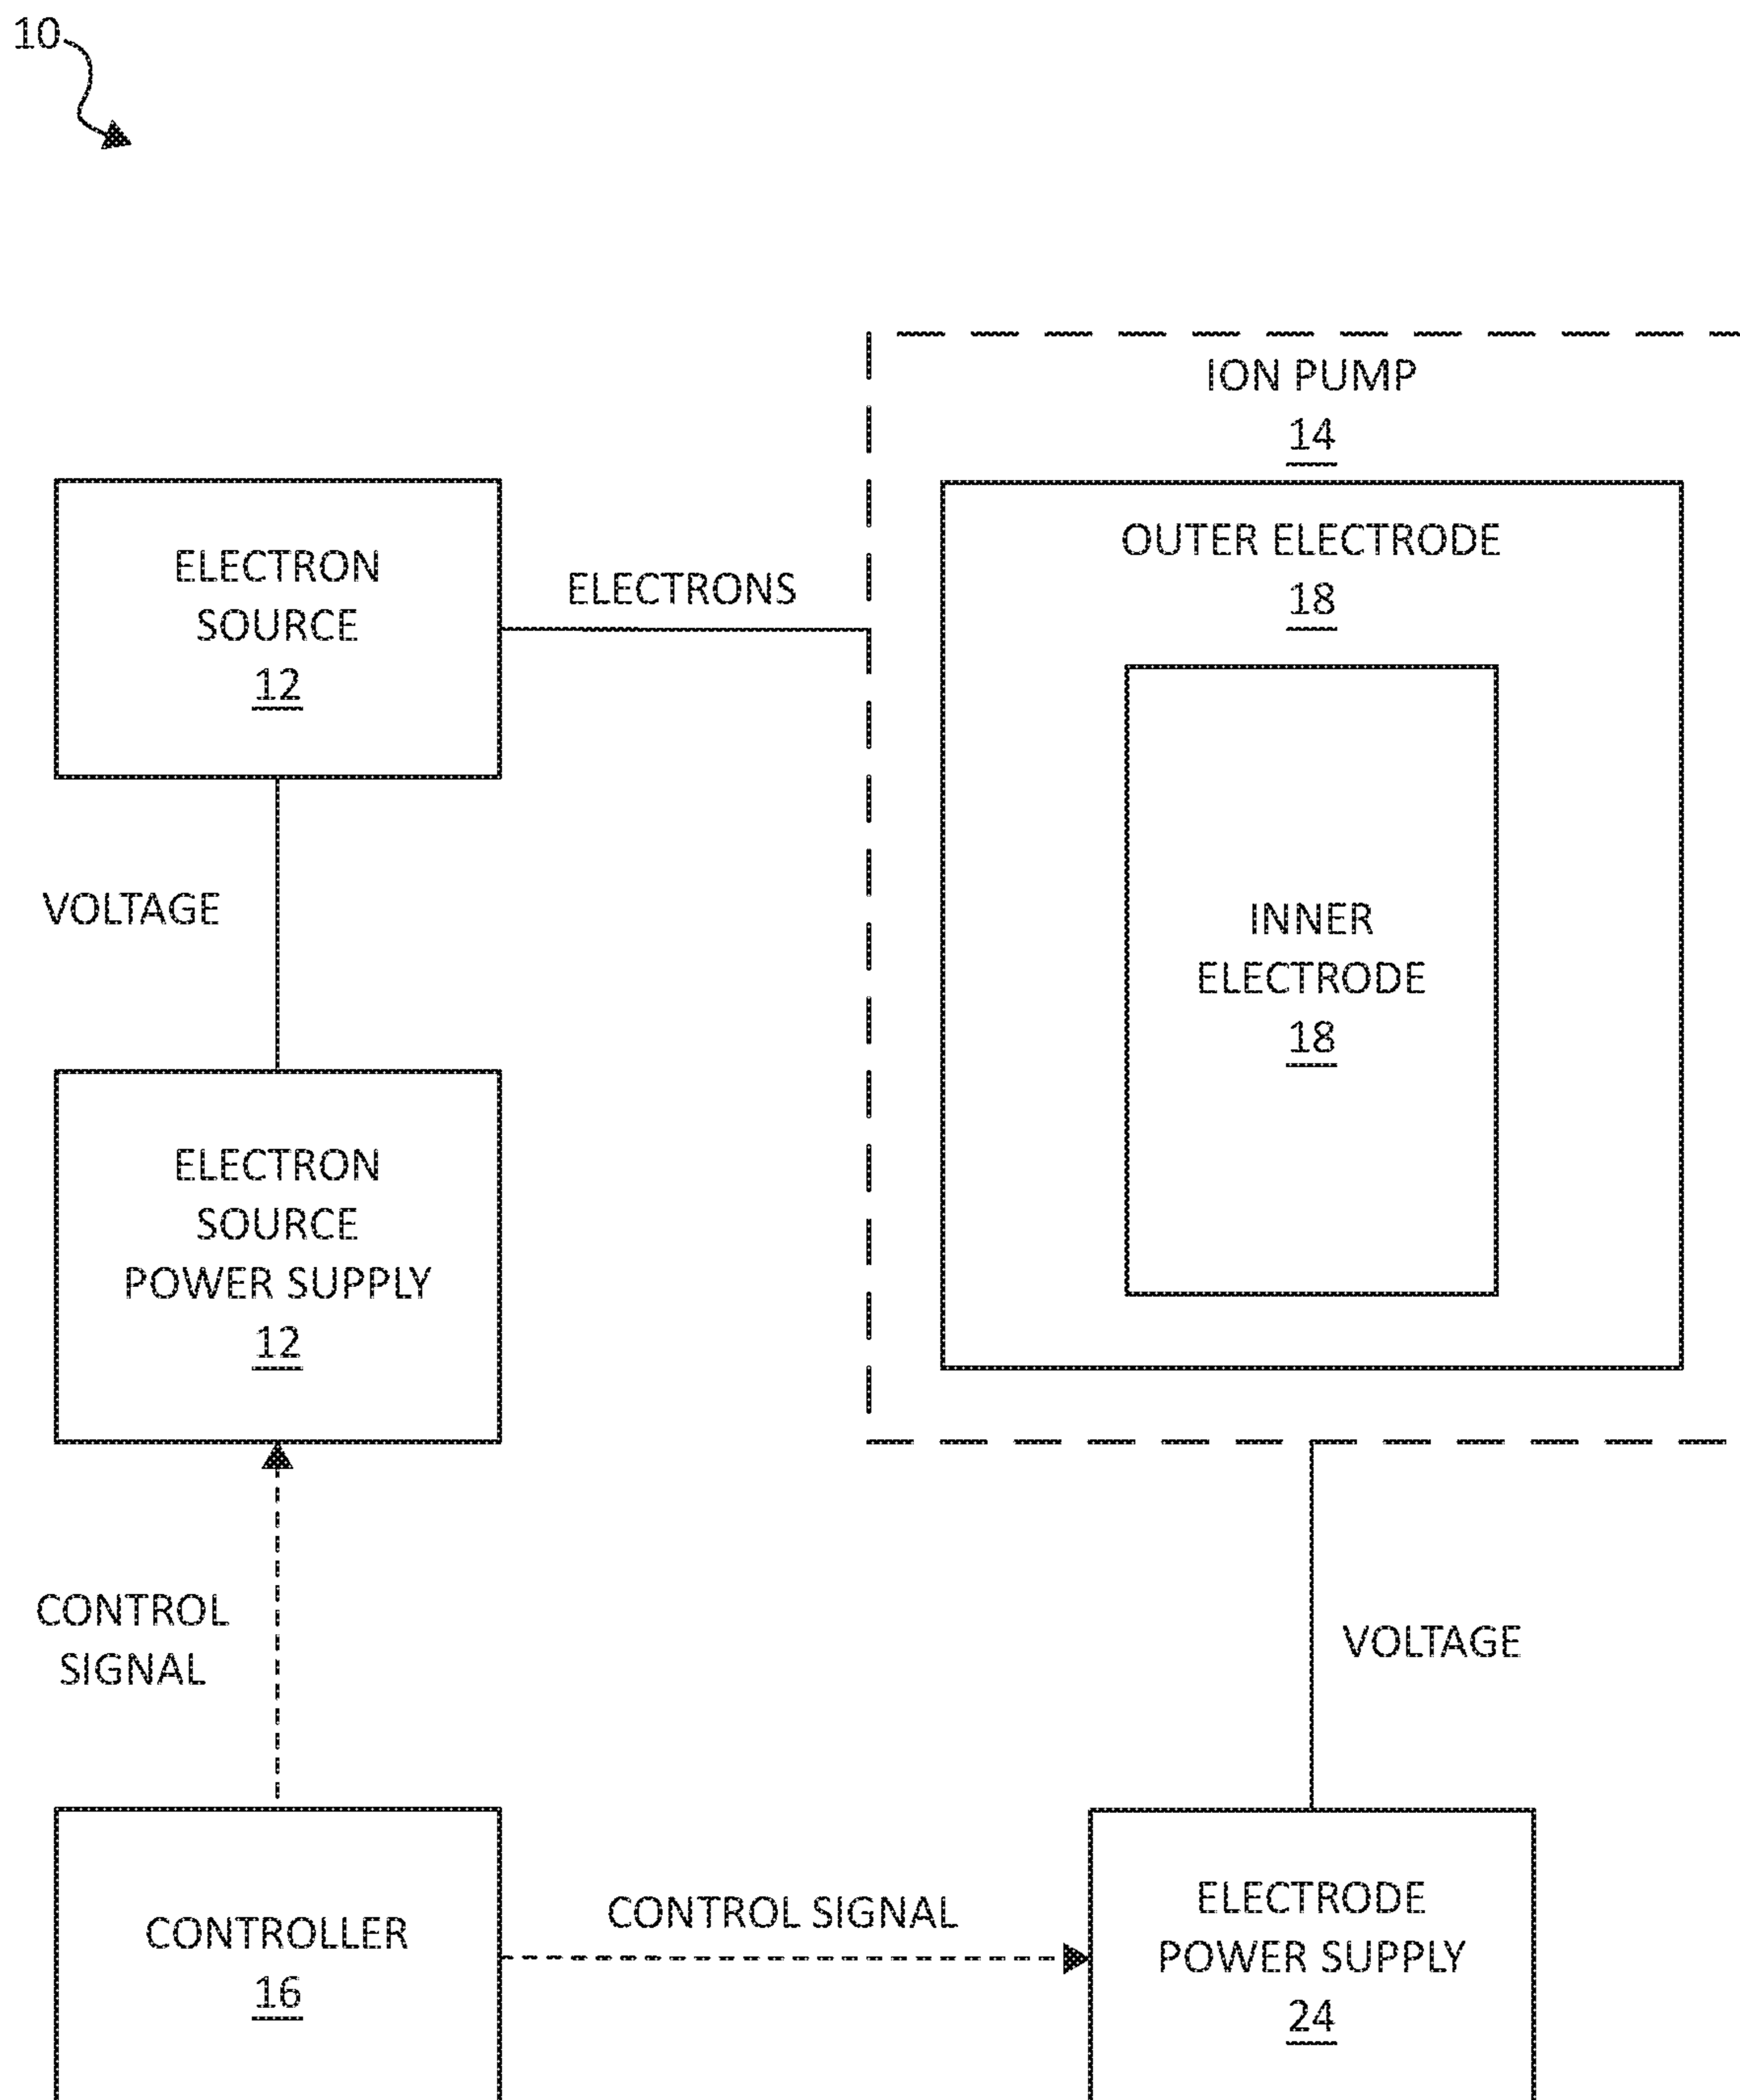 10
ION PUMP
14
OUTER ELECTRODE
18
ELECTRON
SOURCE
12
ELECTRONS
INNER
ELECTRODE
18
VOLTAGE
ELECTRON
SOURCE
POWER SUPPLY
12
CONTROL
SIGNAL
VOLTAGE
CONTROLLER
16
CONTROL SIGNAL
ELECTRODE
POWER SUPPLY
24